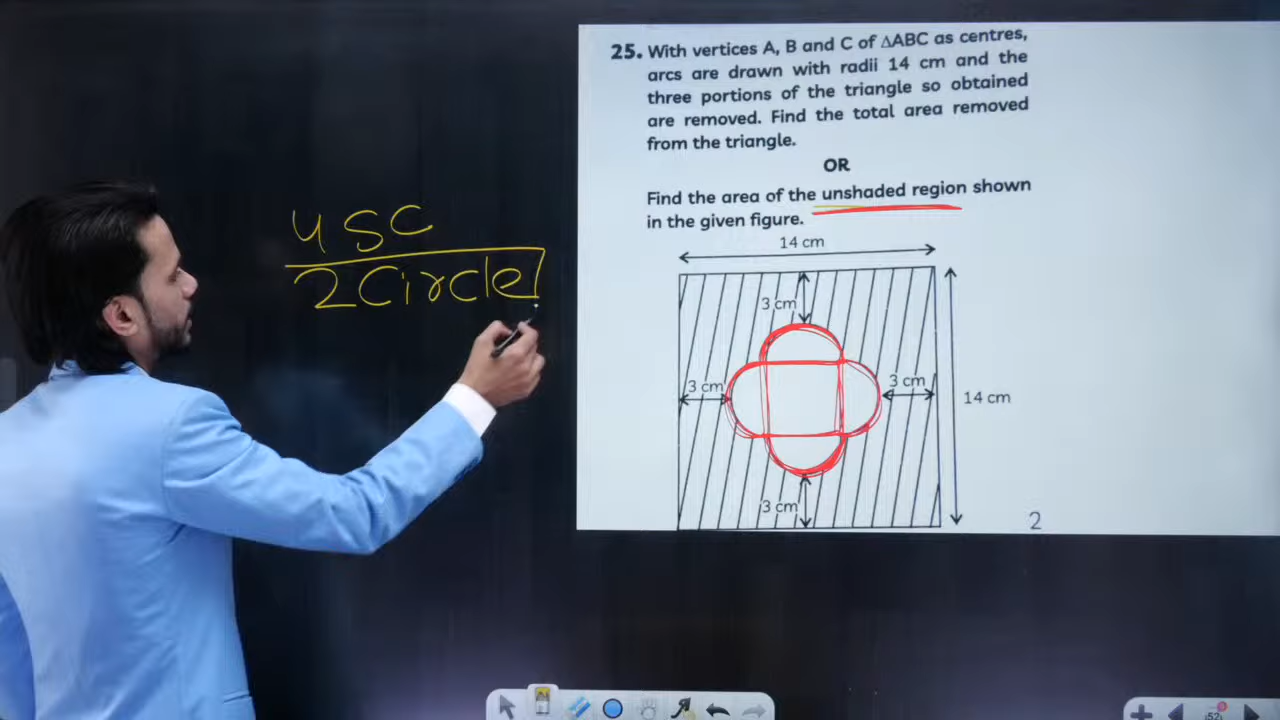 4 SC
2 Circle
25. With vertices A, B and C of ∆ABC as centres,
arcs are drawn with radii 14 cm and the
three portions of the triangle so obtained
are removed. Find the total area removed
from the triangle.
OR
Find the area of the unshaded region shown
in the given figure.
14 cm
3 cm
3 cm
3 cm
14 cm
3 cm
2
52